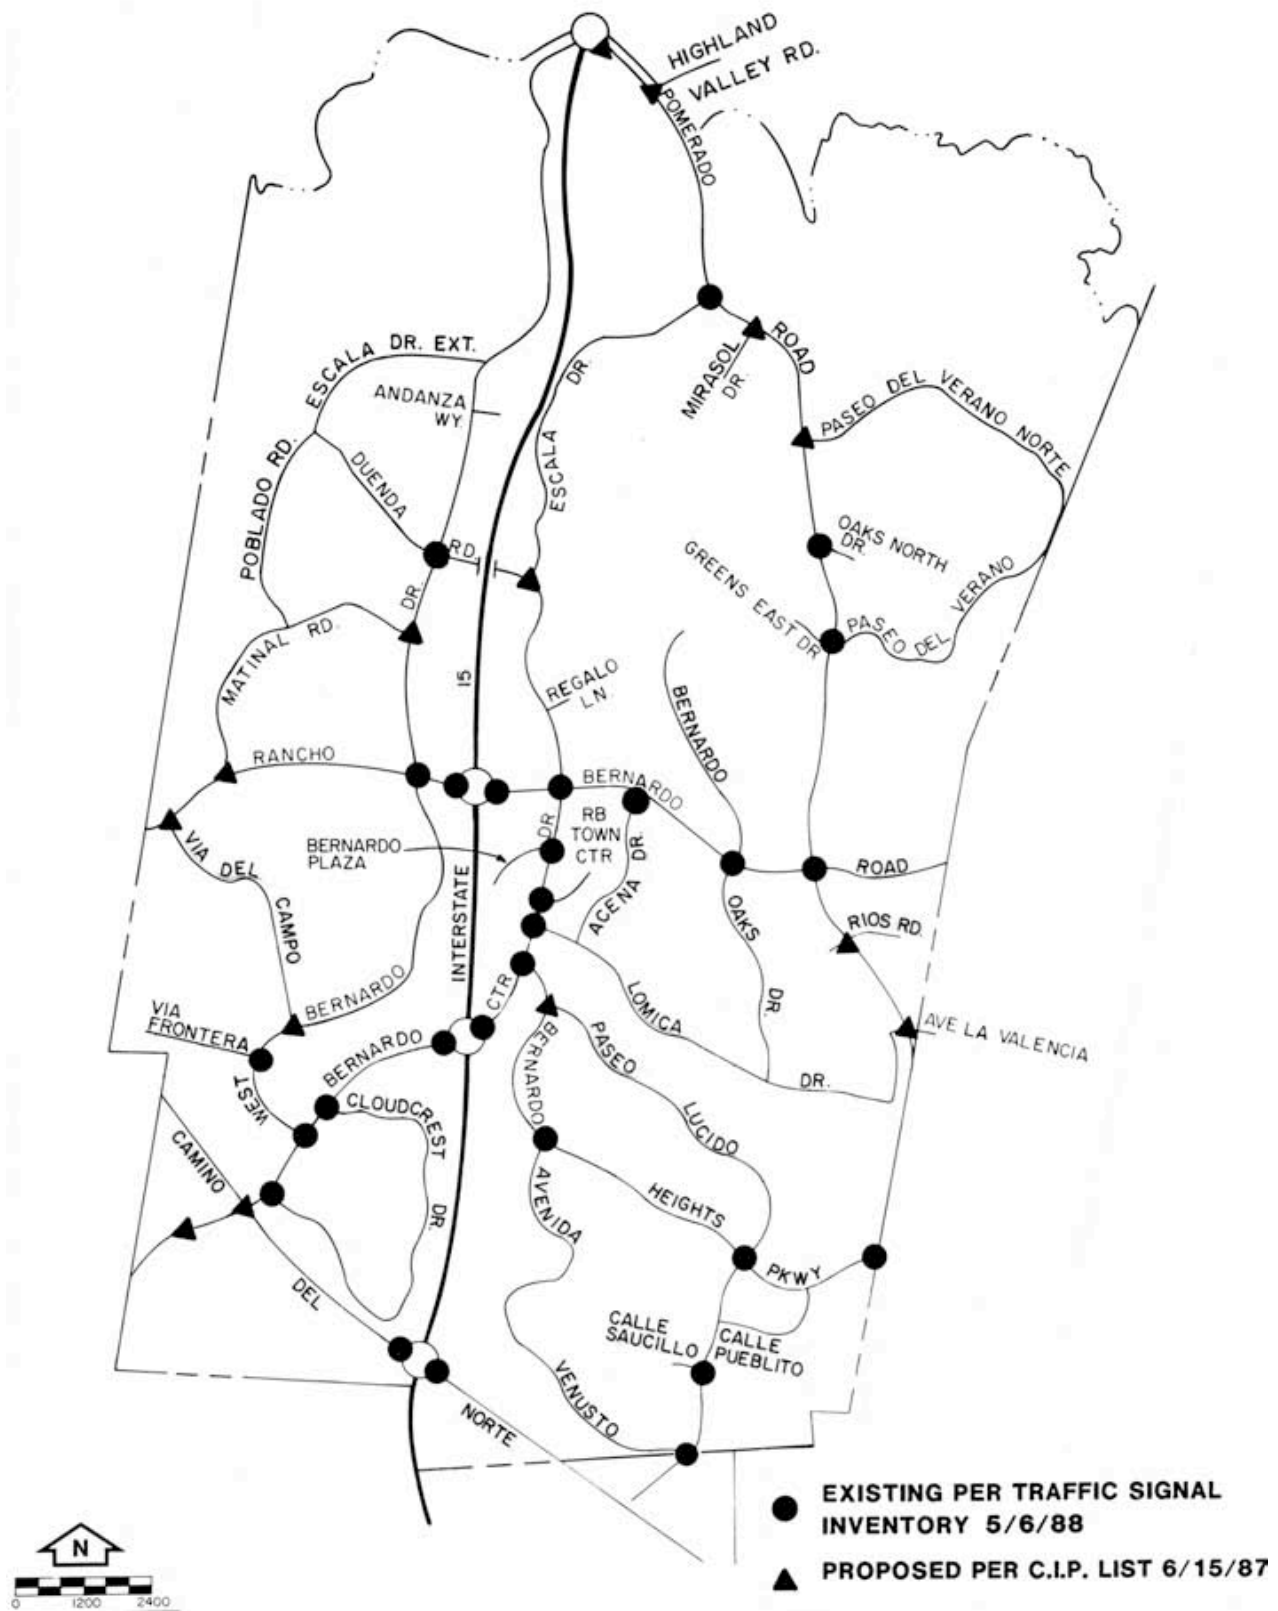 HIGHLAND
VALLEY RD.
POMERADO
ROAD
MIRASOL
DR.
ESCALA DR. EXT.
ANDANZA
WY.
ESCALA DR.
PASEO DEL VERANO NORTE
POBLADO RD.
DUENDA RD.
OAKS NORTH
DR.
GREENS EAST DR
PASEO DEL VERANO
DR.
MATINAL RD.
15
REGALO
LN.
BERNARDO
RANCHO
BERNARDO
ROAD
RB
TOWN
CTR
DR
BERNARDO
PLAZA
ACENA DR.
VIA DEL CAMPO
INTERSTATE
OAKS
DR.
RIOS RD.
BERNARDO
CTR
LOMICA
DR.
AVE LA VALENCIA
VIA
FRONTERA
BERNARDO
BERNARDO
PASEO
LUCIDO
WEST
CLOUDCREST
DR.
CAMINO
DEL
NORTE
AVENIDA
VENUSTO
HEIGHTS
PKWY
CALLE
SAUCILLO
CALLE
PUEBLITO
EXISTING PER TRAFFIC SIGNAL
INVENTORY 5/6/88
PROPOSED PER C.I.P. LIST 6/15/87
N
0 1200 2400